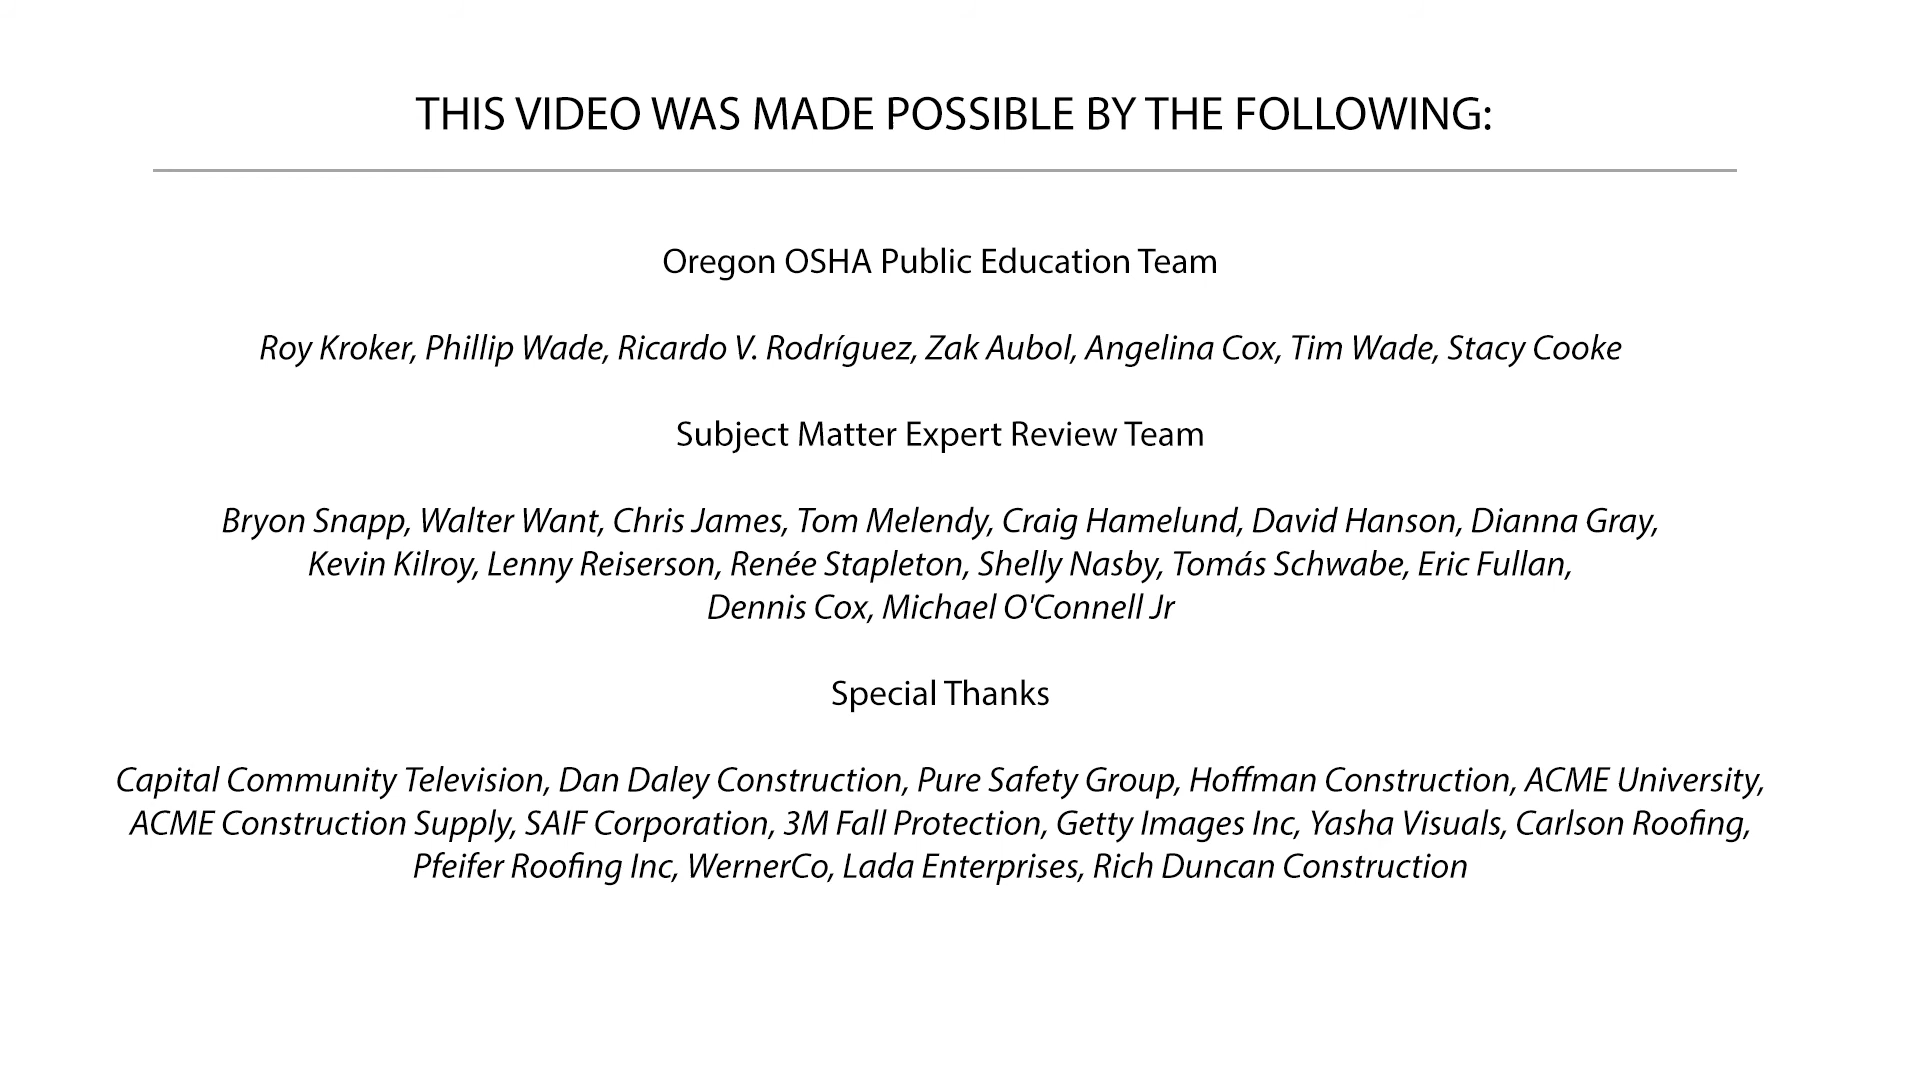 THIS VIDEO WAS MADE POSSIBLE BY THE FOLLOWING:
Oregon OSHA Public Education Team
Roy Kroker, Phillip Wade, Ricardo V. Rodríguez, Zak Aubol, Angelina Cox, Tim Wade, Stacy Cooke
Subject Matter Expert Review Team
Bryon Snapp, Walter Want, Chris James, Tom Melendy, Craig Hamelund, David Hanson, Dianna Gray,
Kevin Kilroy, Lenny Reiserson, Renée Stapleton, Shelly Nasby, Tomás Schwabe, Eric Fullan,
Dennis Cox, Michael O'Connell Jr
Special Thanks
Capital Community Television, Dan Daley Construction, Pure Safety Group, Hoffman Construction, ACME University,
ACME Construction Supply, SAIF Corporation, 3M Fall Protection, Getty Images Inc, Yasha Visuals, Carlson Roofing,
Pfeifer Roofing Inc, WernerCo, Lada Enterprises, Rich Duncan Construction